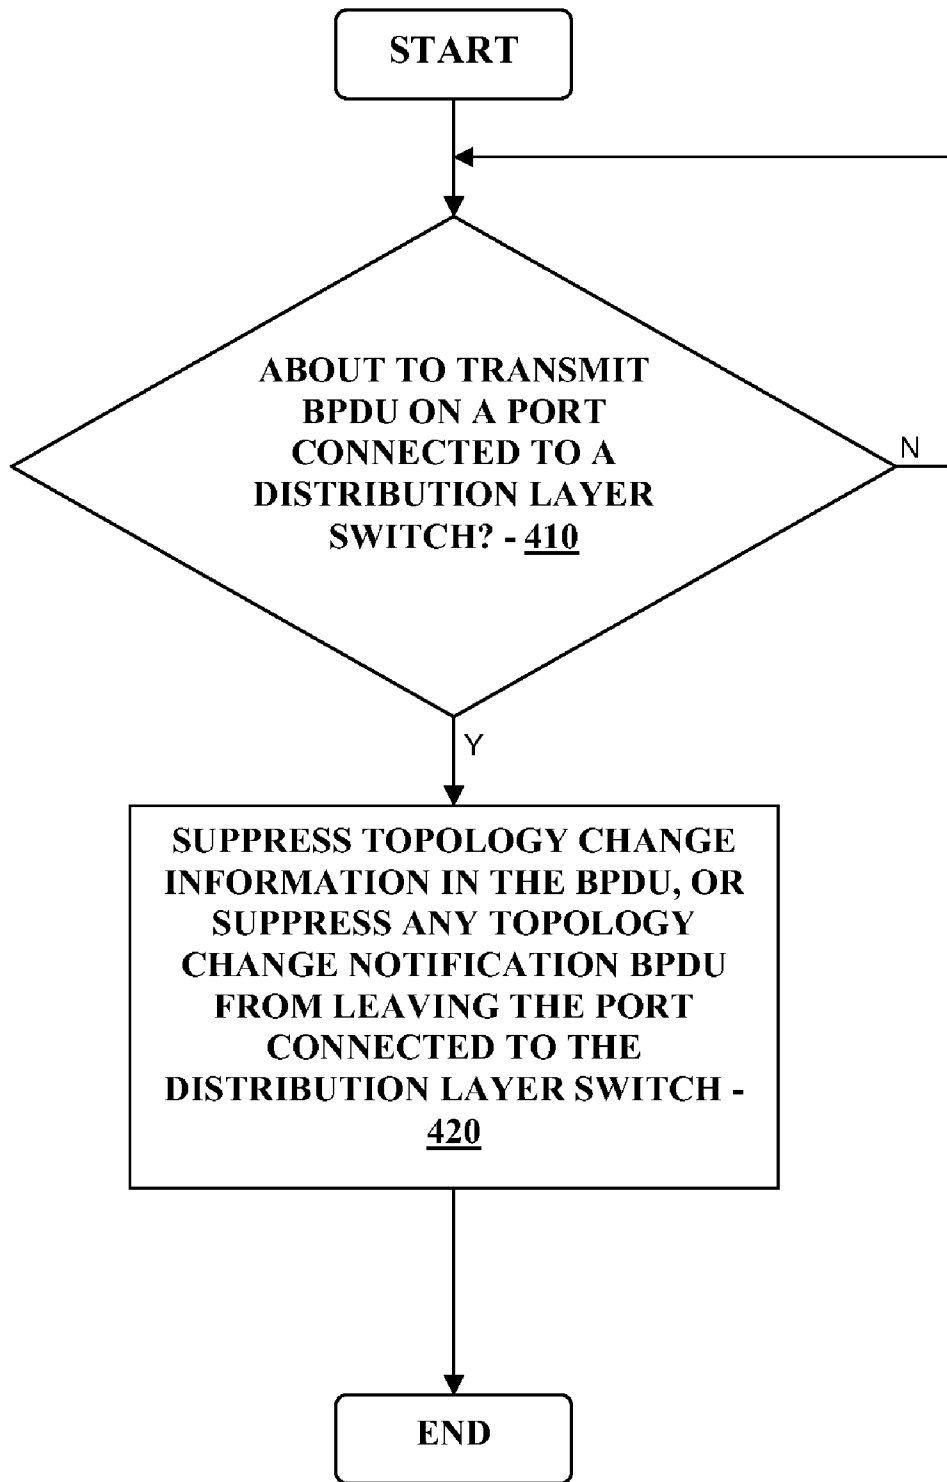 START
ABOUT TO TRANSMIT
BPDU ON A PORT
CONNECTED TO A
DISTRIBUTION LAYER
SWITCH? - 410
N
Y
SUPPRESS TOPOLOGY CHANGE
INFORMATION IN THE BPDU, OR
SUPPRESS ANY TOPOLOGY
CHANGE NOTIFICATION BPDU
FROM LEAVING THE PORT
CONNECTED TO THE
DISTRIBUTION LAYER SWITCH -
420
END